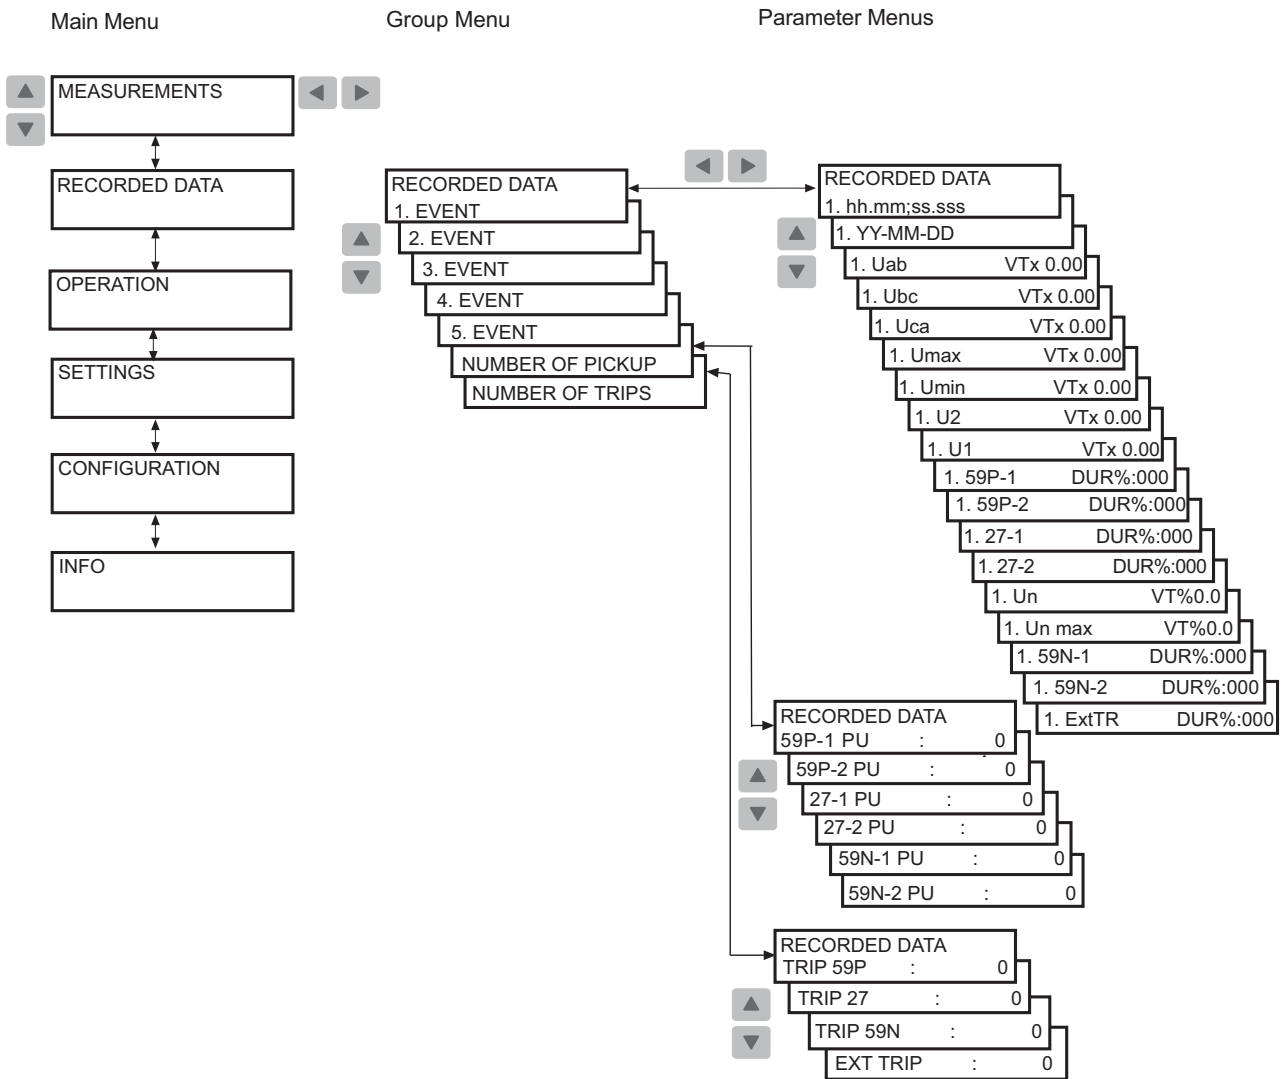 Main Menu
Group Menu
Parameter Menus
MEASUREMENTS
RECORDED DATA
OPERATION
SETTINGS
CONFIGURATION
INFO
RECORDED DATA
1. EVENT
2. EVENT
3. EVENT
4. EVENT
5. EVENT
NUMBER OF PICKUP
NUMBER OF TRIPS
RECORDED DATA
1. hh.mm;ss.sss
1. YY-MM-DD
1. Uab VTx 0.00
1. Ubc VTx 0.00
1. Uca VTx 0.00
1. Umax VTx 0.00
1. Umin VTx 0.00
1. U2 VTx 0.00
1. U1 VTx 0.00
1. 59P-1 DUR%:000
1. 59P-2 DUR%:000
1. 27-1 DUR%:000
1. 27-2 DUR%:000
1. Un VT%0.0
1. Un max VT%0.0
1. 59N-1 DUR%:000
1. 59N-2 DUR%:000
1. ExtTR DUR%:000
RECORDED DATA
59P-1 PU : 0
59P-2 PU : 0
27-1 PU : 0
27-2 PU : 0
59N-1 PU : 0
59N-2 PU : 0
RECORDED DATA
TRIP 59P : 0
TRIP 27 : 0
TRIP 59N : 0
EXT TRIP : 0